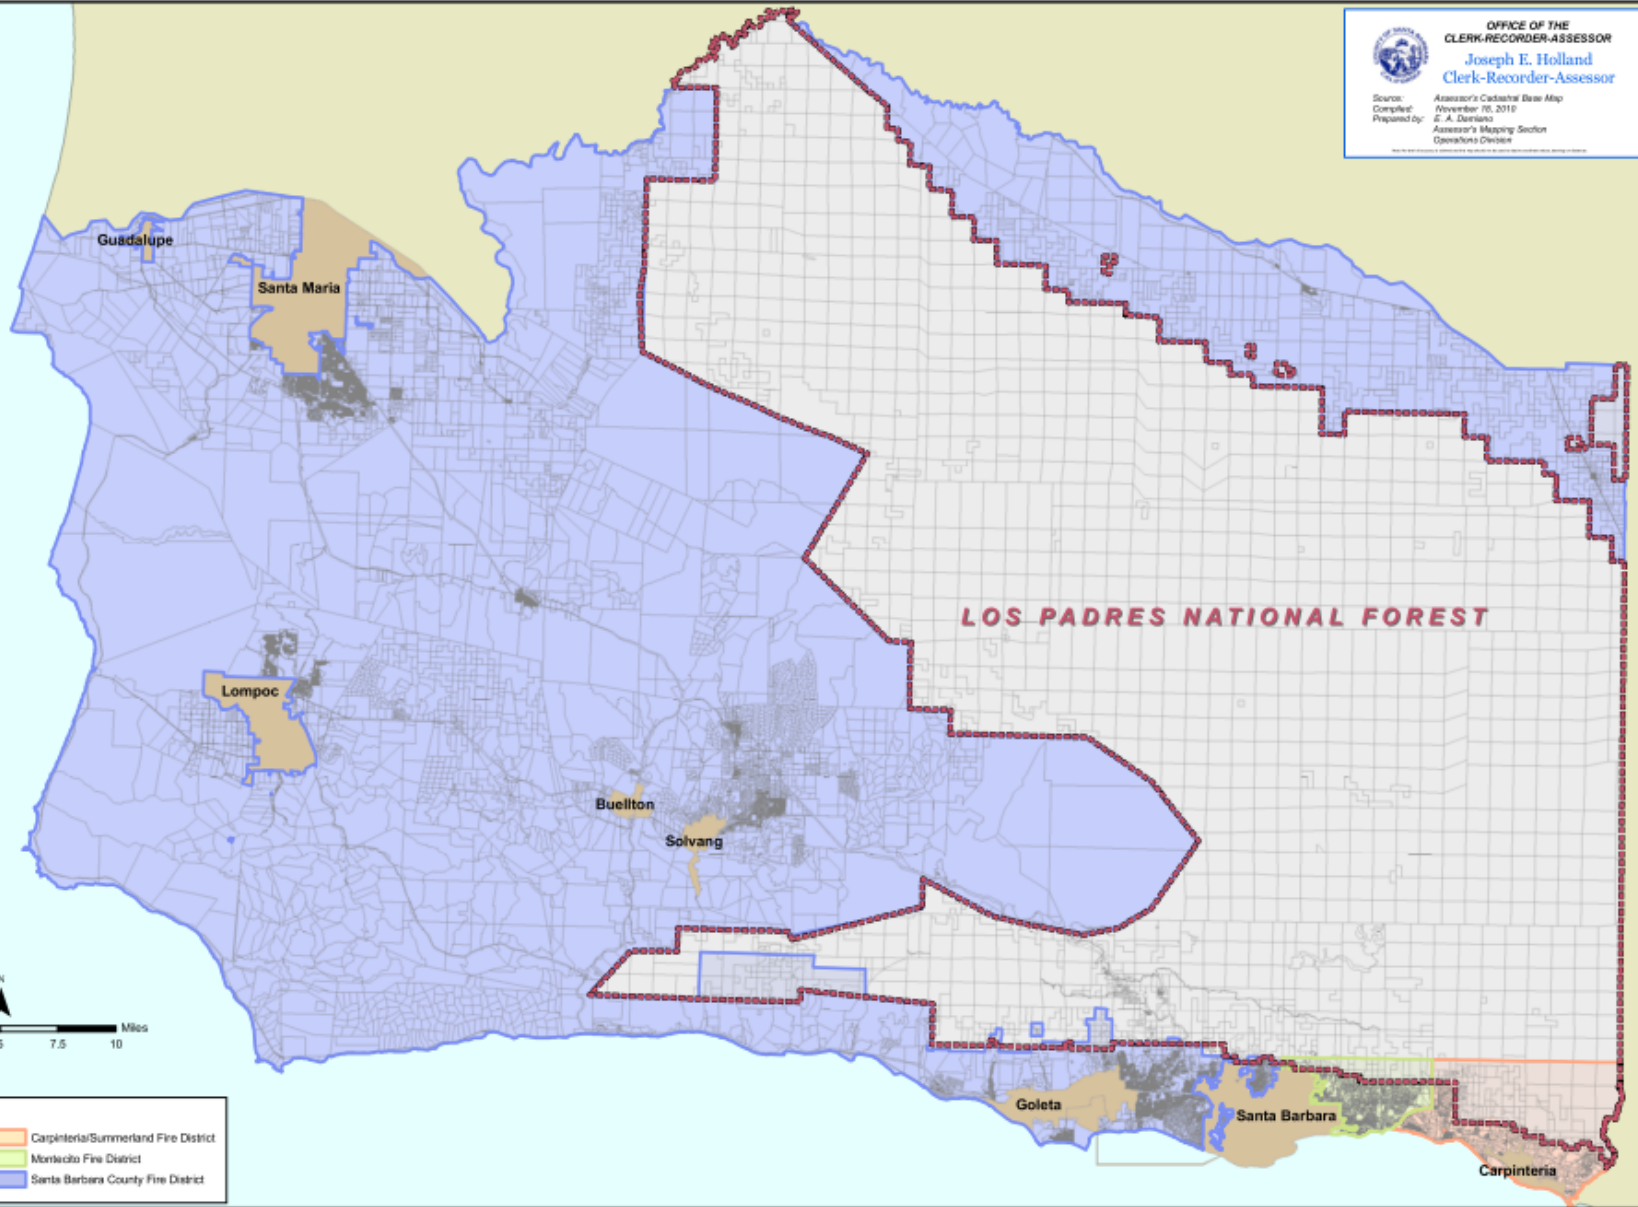 OFFICE OF THE
CLERK-RECORDER-ASSESSOR
Joseph E. Holland
Clerk-Recorder-Assessor
Source: Assessor's Cadastral Base Map
Compiled: November 18, 2010
Prepared by: E. A. Damiano
Assessor's Mapping Section
Operations Division
Guadalupe
Santa Maria
LOS PADRES NATIONAL FOREST
Lompoc
Buellton
Solvang
N
Miles
7.5 10
Goleta
Santa Barbara
Carpinteria
Carpinteria/Summerland Fire District
Montecito Fire District
Santa Barbara County Fire District